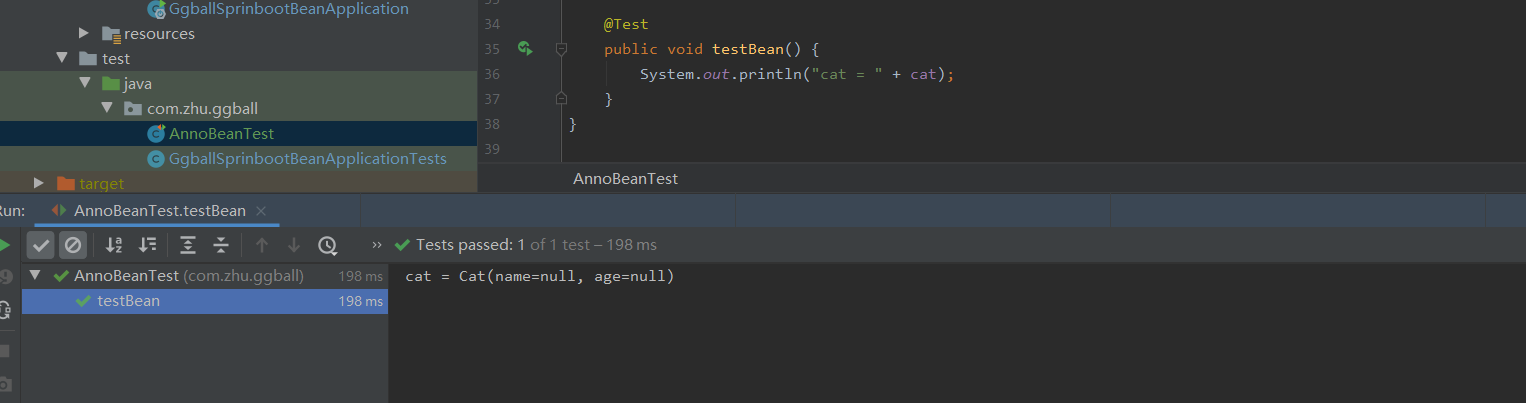 GgballSprinbootBeanApplication
resources
test
java
com.zhu.ggball
AnnoBeanTest
GgballSprinbootBeanApplicationTests
target
34 @Test
35 public void testBean() {
36 System.out.println("cat = " + cat);
37 }
38 }
39
AnnoBeanTest
Run: AnnoBeanTest.testBean
Tests passed: 1 of 1 test – 198 ms
AnnoBeanTest (com.zhu.ggball) 198 ms
testBean 198 ms
cat = Cat(name=null, age=null)